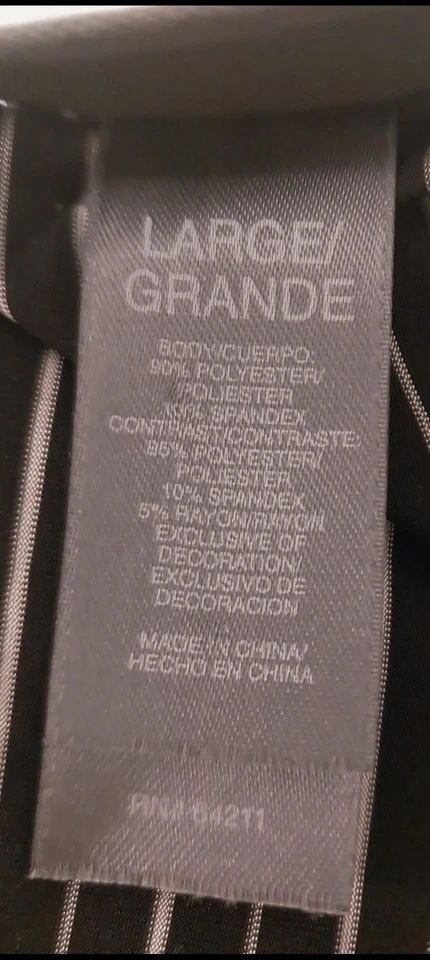 LARGE/
GRANDE
BODY/CUERPO:
90% POLYESTER/
POLIESTER
10% SPANDEX
CONTRAST/CONTRASTE:
85% POLYESTER/
POLIESTER
10% SPANDEX
5% RAYON/RAYON
EXCLUSIVE OF
DECORATION/
EXCLUSIVO DE
DECORACION
MADE IN CHINA/
HECHO EN CHINA
RN# 64211